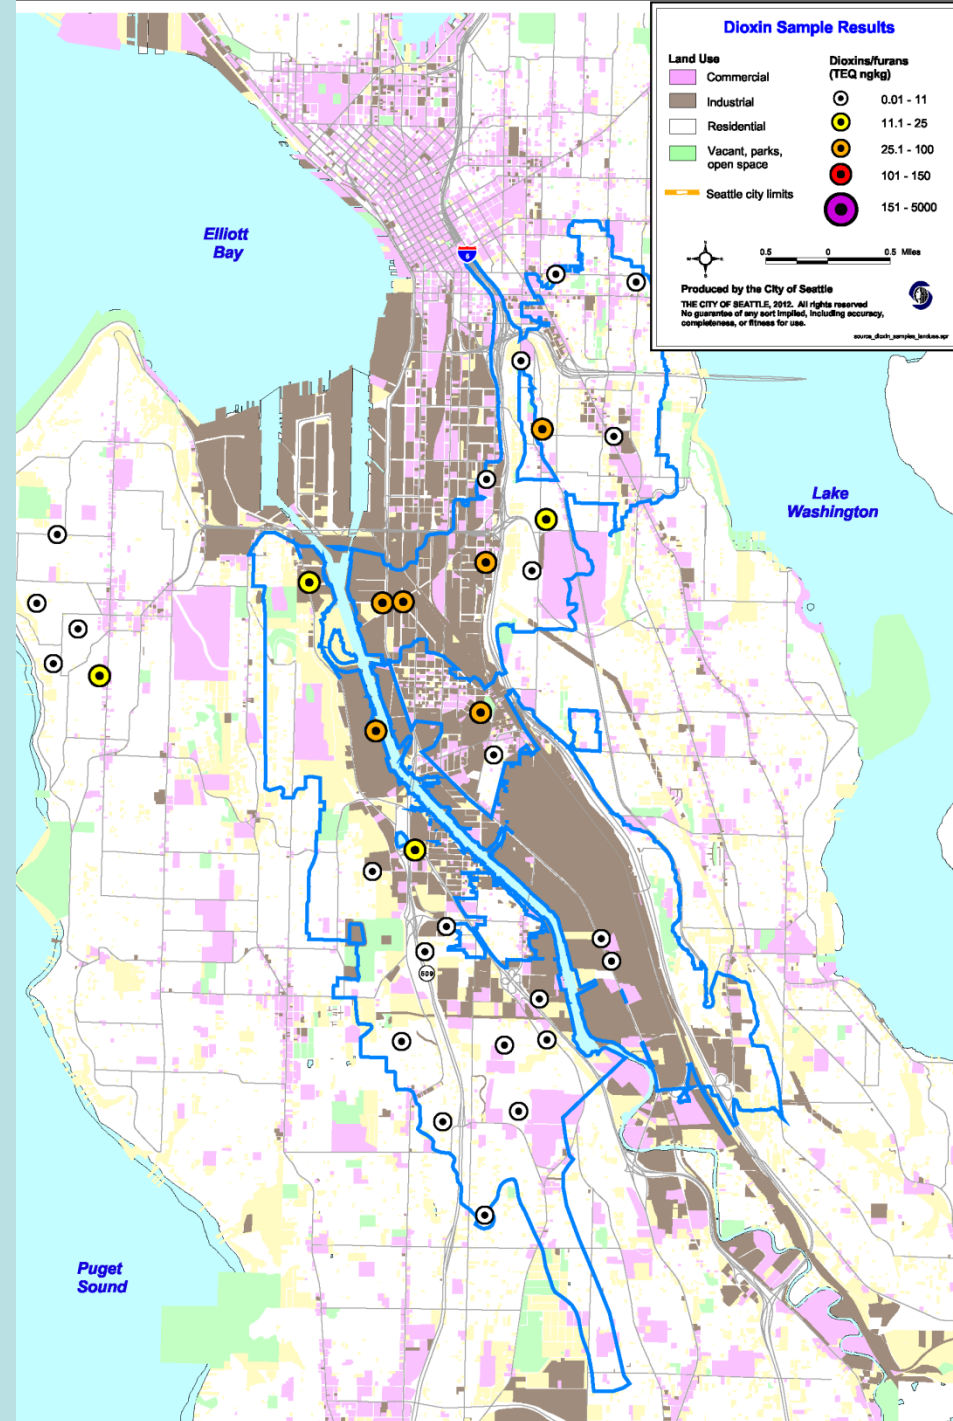 Dioxin Sample Results
Land Use
Commercial
Industrial
Residential
Vacant, parks,
open space
Seattle city limits
Dioxins/furans
(TEQ ngkg)
0.01 - 11
11.1 - 25
25.1 - 100
101 - 150
151 - 5000
N
W
E
S
0.5 0 0.5 Miles
Produced by the City of Seattle
THE CITY OF SEATTLE, 2012. All rights reserved
No guarantee of any sort implied, including accuracy,
completeness, or fitness for use.
source_dioxin_samples_landuse.apr
Elliott
Bay
Lake
Washington
509
Puget
Sound